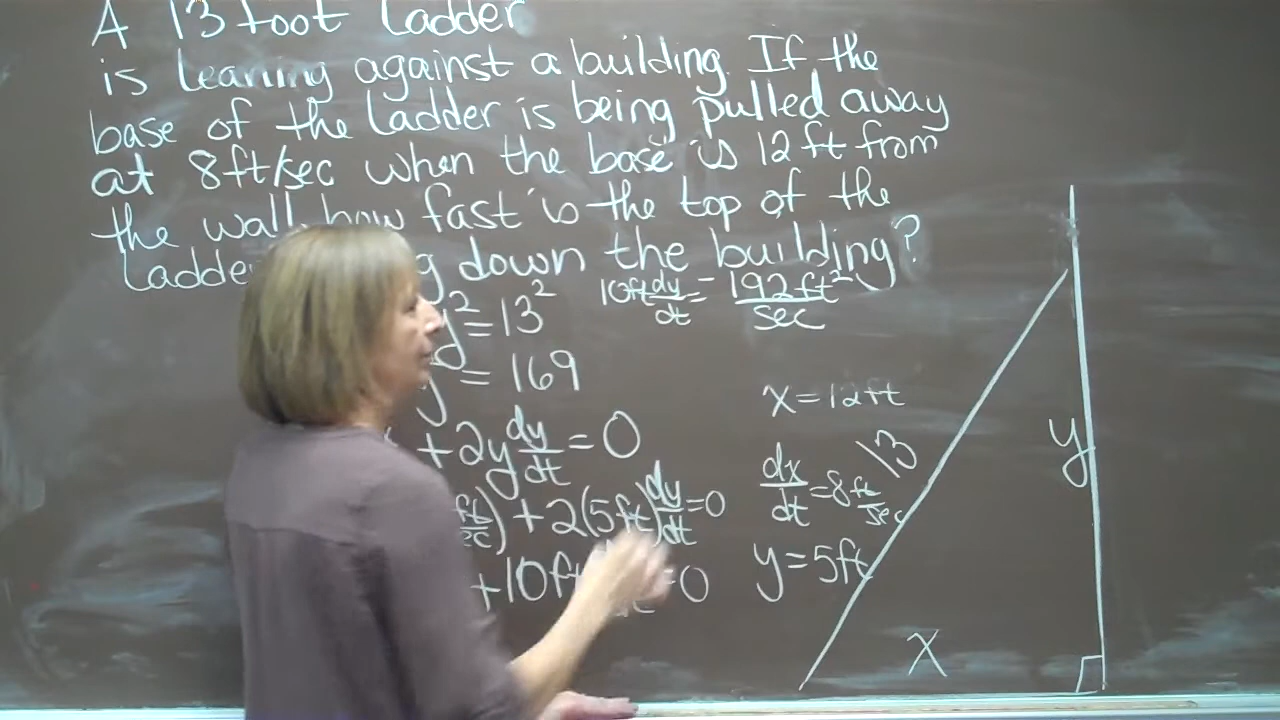 A 13 foot Ladder
is leaning against a building. If the
base of the ladder is being pulled away
at 8ft/sec when the base is 12 ft from
the wall how fast is the top of the
down the building?
10ft dy/dt = -192ft²/sec
y² = 13²
= 169
+ 2y dy/dt = 0
ft/sec) + 2(5ft) dy/dt = 0
+ 10ft = 0
x = 12ft
dx/dt = 8 ft/sec
y = 5ft
13
y
x